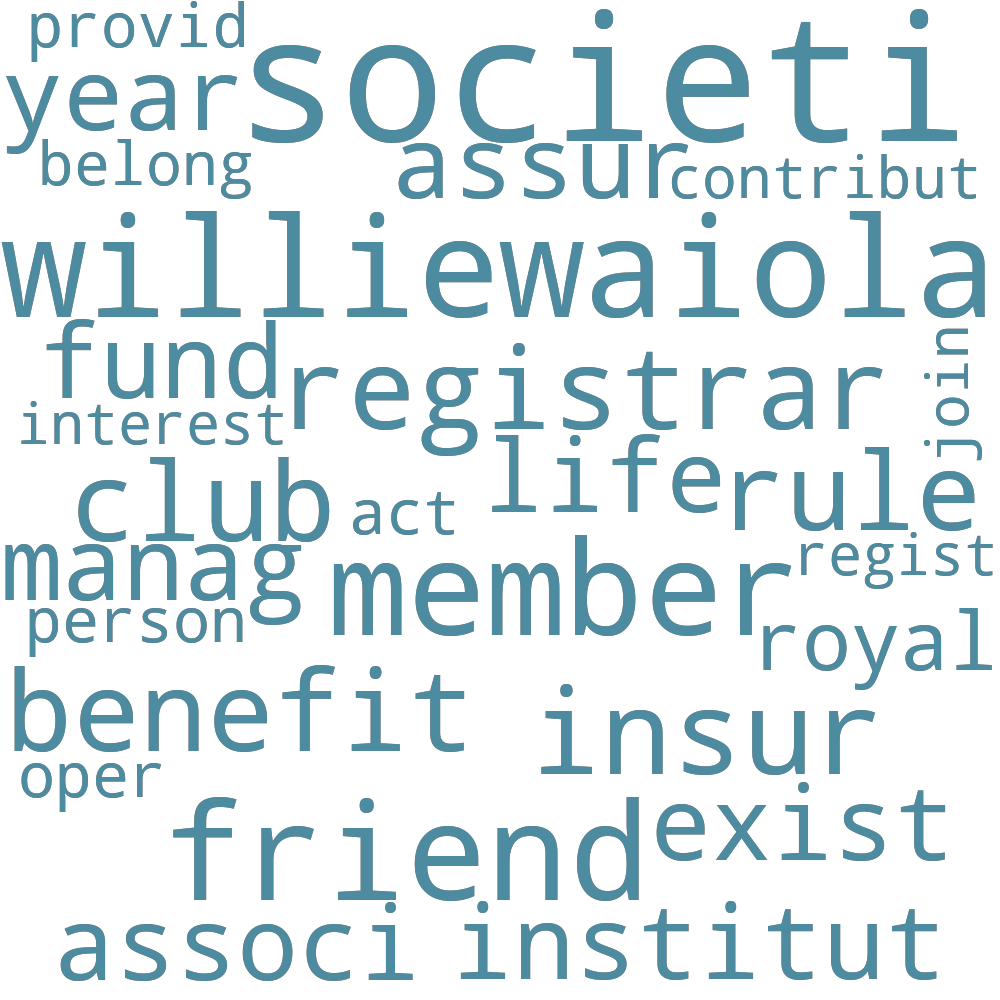 provid
societi
year
belong
assur
contribut
williewaiola
fund
registrar
join
interest
club
act
life
rule
manag
member
regist
person
royal
benefit
insur
oper
friend
exist
associ
institut